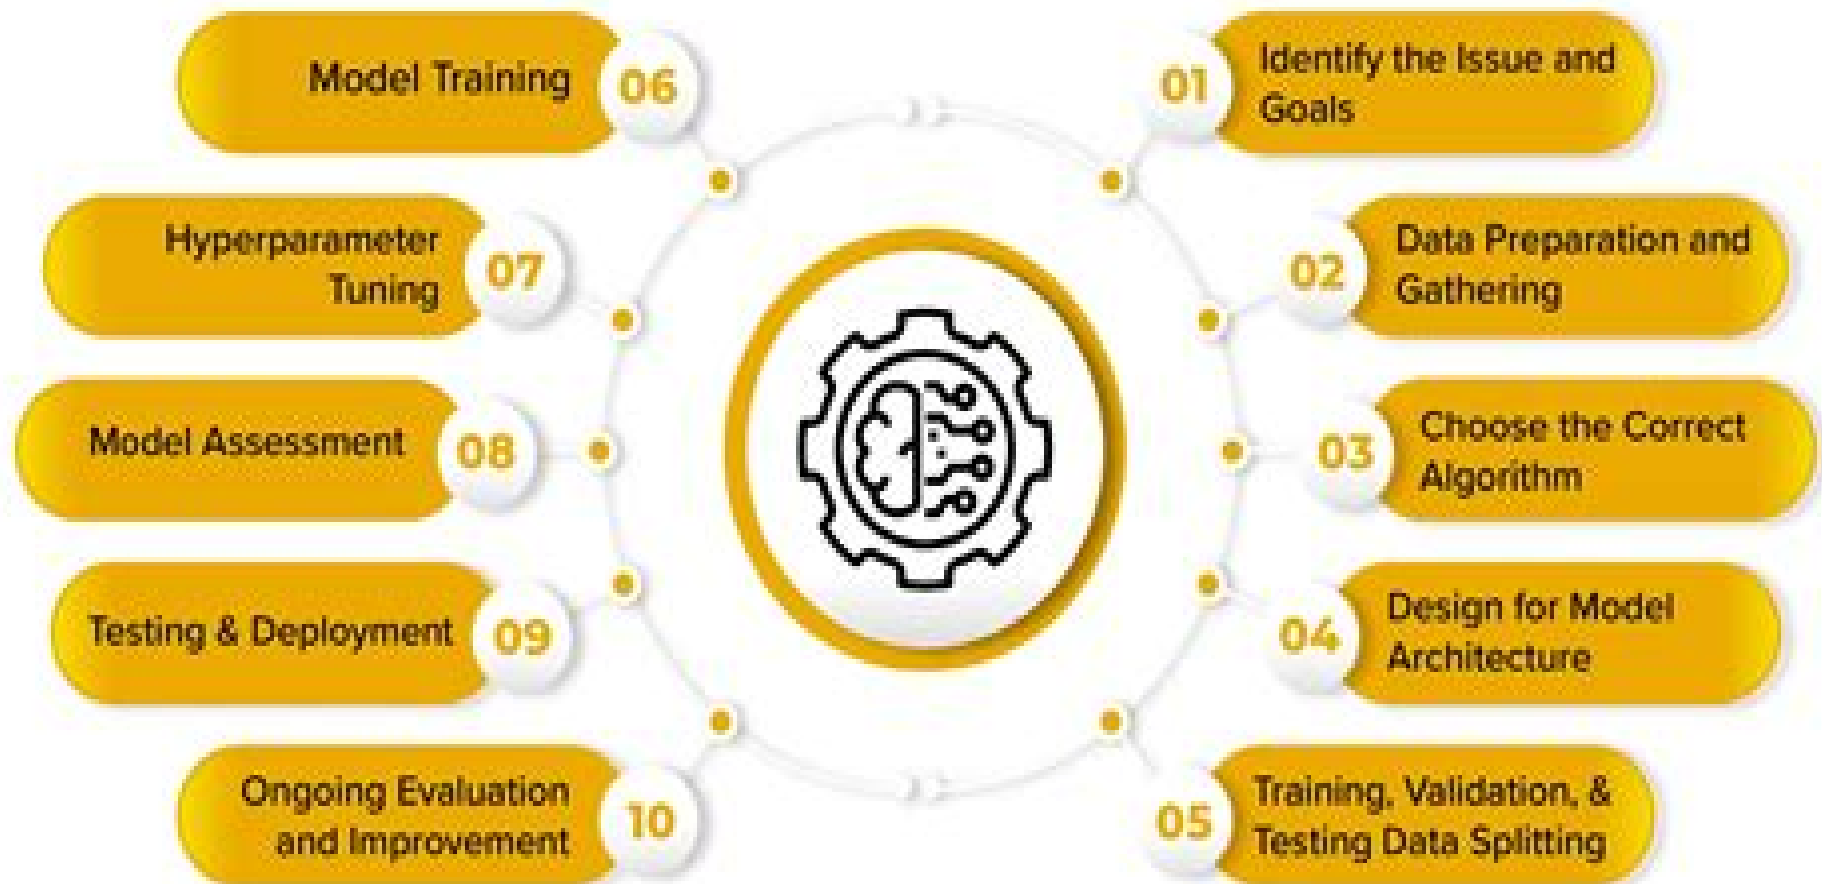 01
Identify the Issue and
Goals
02
Data Preparation and
Gathering
03
Choose the Correct
Algorithm
04
Design for Model
Architecture
05
Training, Validation, &
Testing Data Splitting
06
Model Training
07
Hyperparameter
Tuning
08
Model Assessment
09
Testing & Deployment
10
Ongoing Evaluation
and Improvement